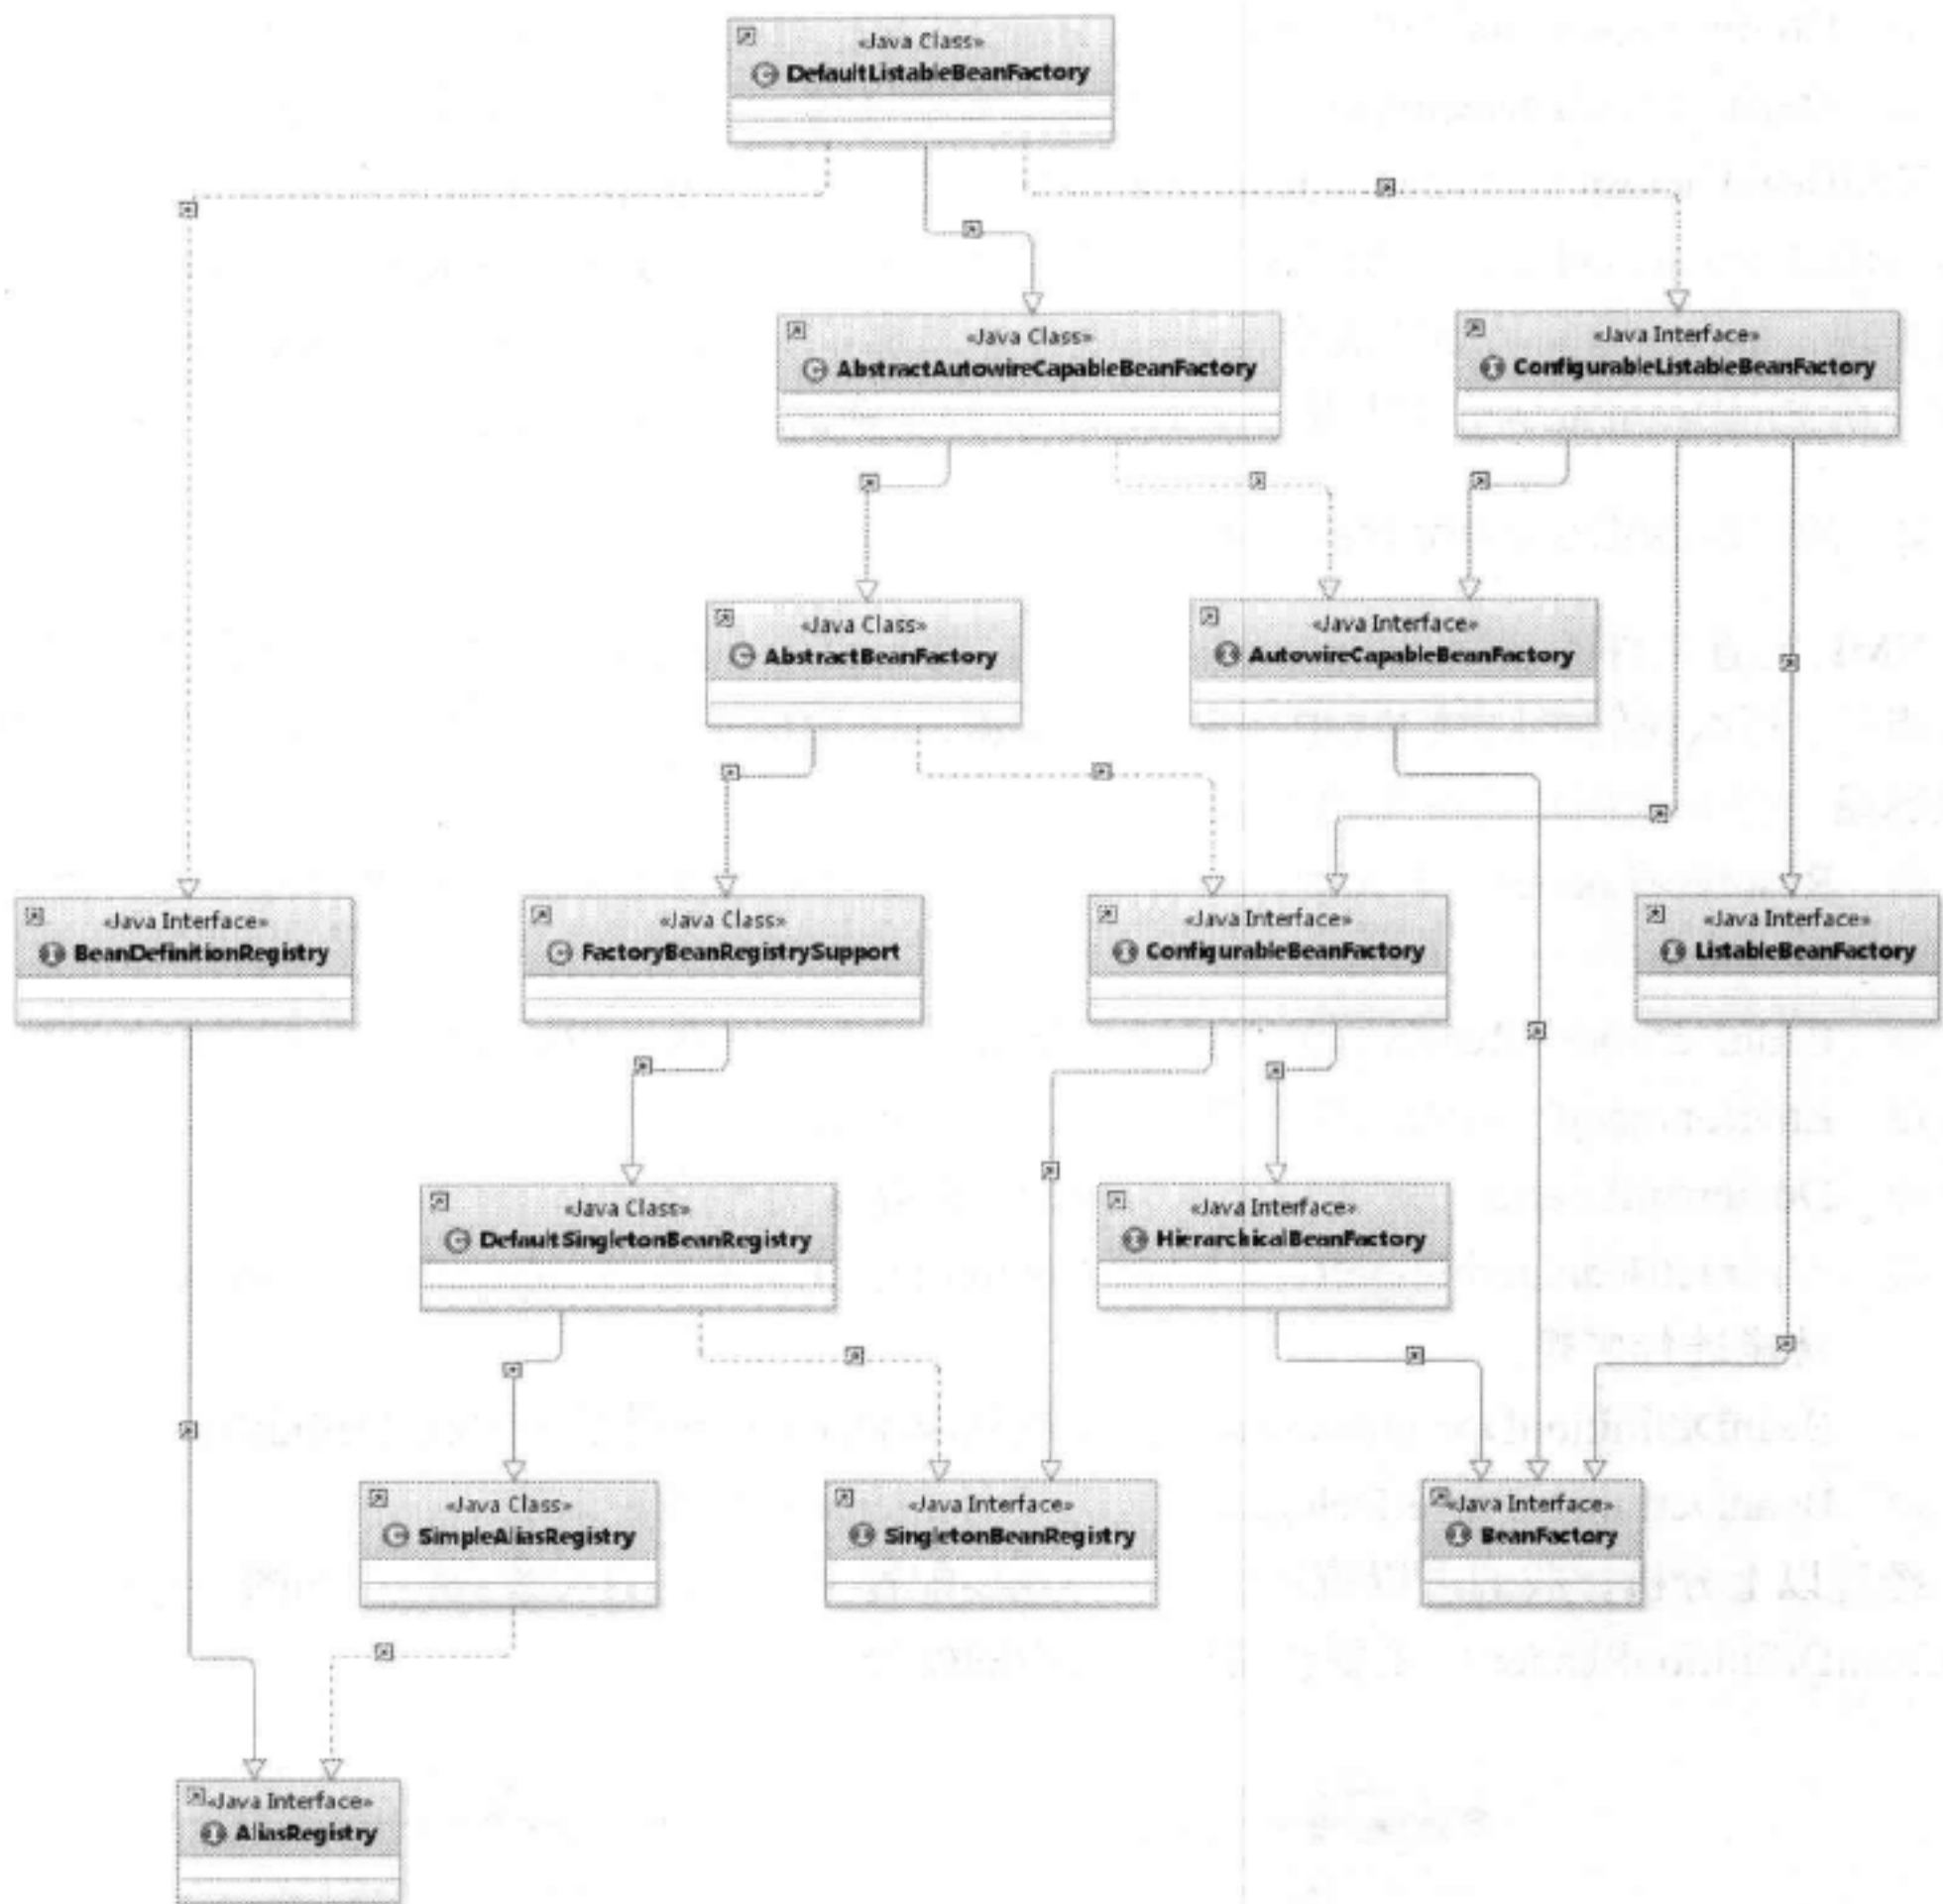 «Java Class»
DefaultListableBeanFactory
«Java Class»
AbstractAutowireCapableBeanFactory
«Java Interface»
ConfigurableListableBeanFactory
«Java Class»
AbstractBeanFactory
«Java Interface»
AutowireCapableBeanFactory
«Java Interface»
BeanDefinitionRegistry
«Java Class»
FactoryBeanRegistrySupport
«Java Interface»
ConfigurableBeanFactory
«Java Interface»
ListableBeanFactory
«Java Class»
DefaultSingletonBeanRegistry
«Java Interface»
HierarchicalBeanFactory
«Java Class»
SimpleAliasRegistry
«Java Interface»
SingletonBeanRegistry
«Java Interface»
BeanFactory
«Java Interface»
AliasRegistry